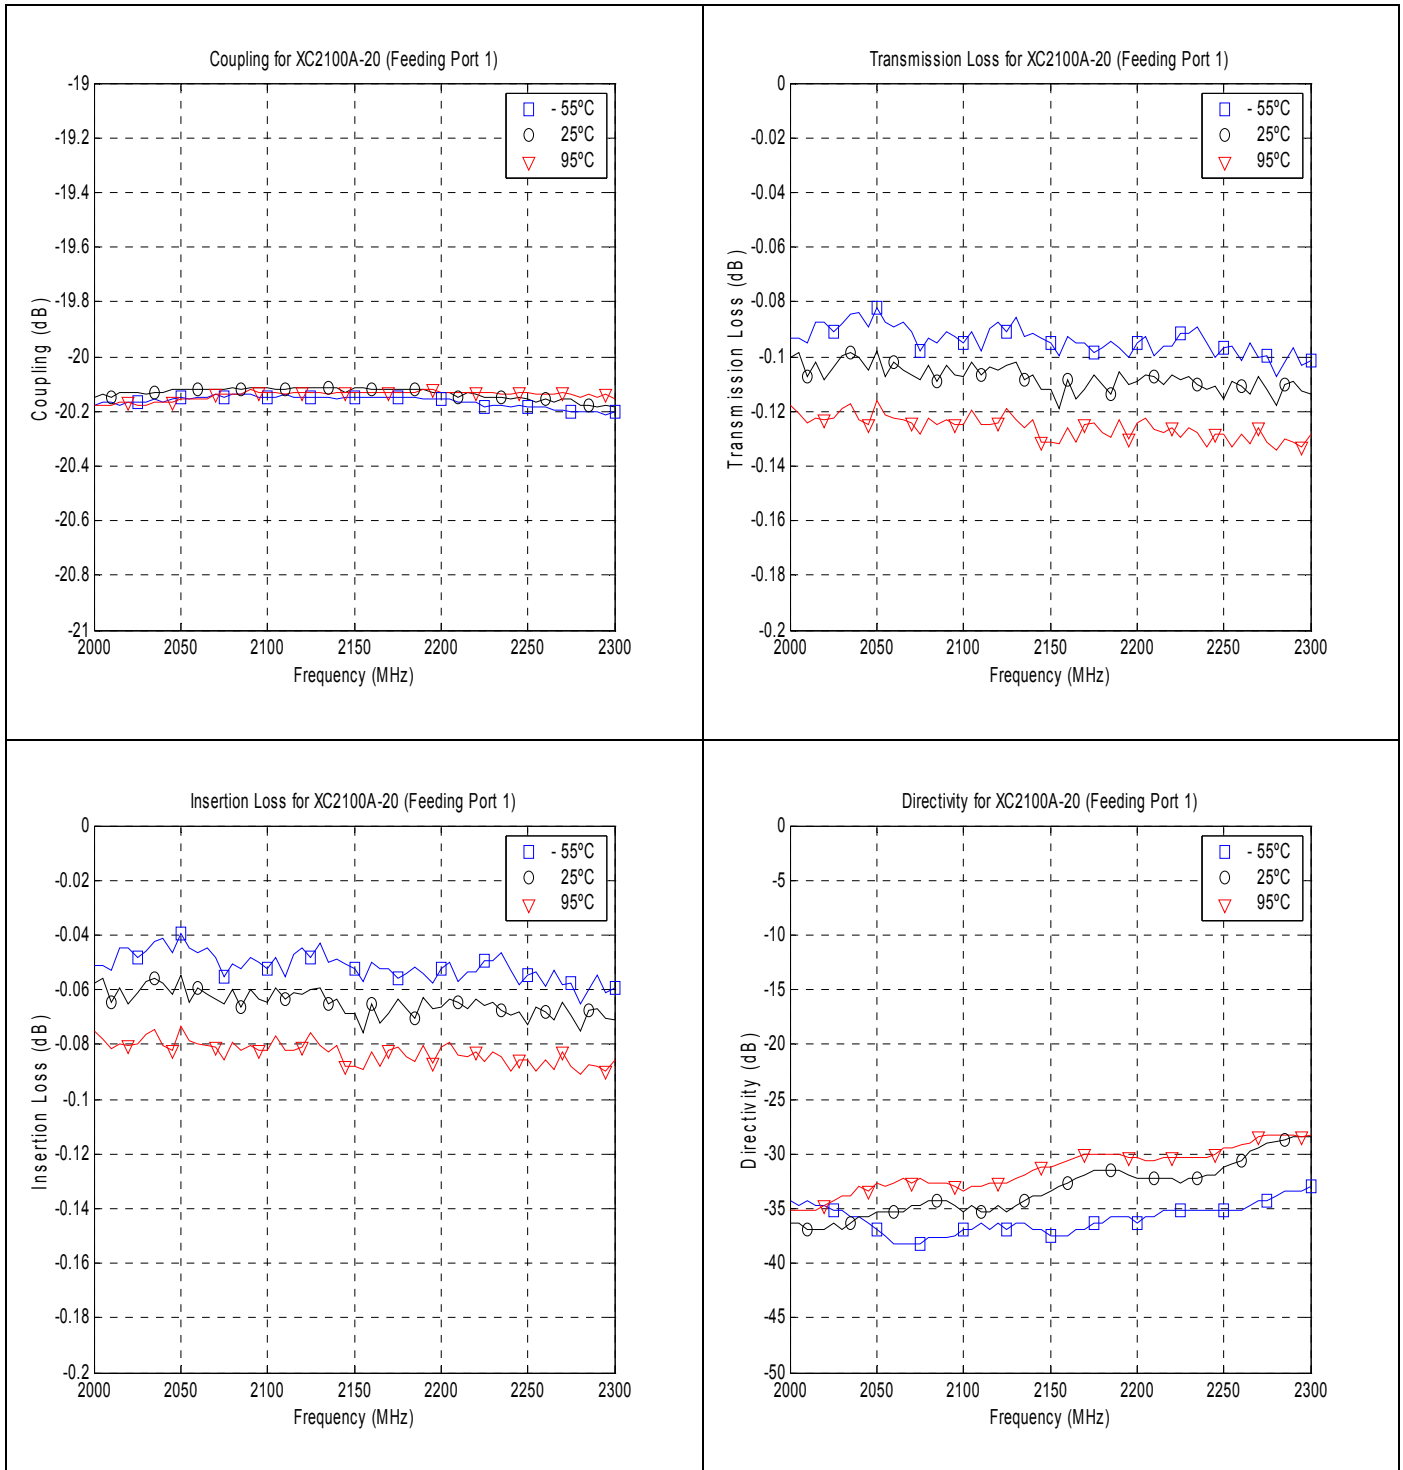 Coupling for XC2100A-20 (Feeding Port 1)
-19
-19.2
-19.4
-19.6
-19.8
-20
-20.2
-20.4
-20.6
-20.8
-21
Coupling (dB)
- 55ºC
25ºC
95ºC
2000 2050 2100 2150 2200 2250 2300
Frequency (MHz)
Transmission Loss for XC2100A-20 (Feeding Port 1)
0
-0.02
-0.04
-0.06
-0.08
-0.1
-0.12
-0.14
-0.16
-0.18
-0.2
Transmission Loss (dB)
- 55ºC
25ºC
95ºC
2000 2050 2100 2150 2200 2250 2300
Frequency (MHz)
Insertion Loss for XC2100A-20 (Feeding Port 1)
0
-0.02
-0.04
-0.06
-0.08
-0.1
-0.12
-0.14
-0.16
-0.18
-0.2
Insertion Loss (dB)
- 55ºC
25ºC
95ºC
2000 2050 2100 2150 2200 2250 2300
Frequency (MHz)
Directivity for XC2100A-20 (Feeding Port 1)
0
-5
-10
-15
-20
-25
-30
-35
-40
-45
-50
Directivity (dB)
- 55ºC
25ºC
95ºC
2000 2050 2100 2150 2200 2250 2300
Frequency (MHz)